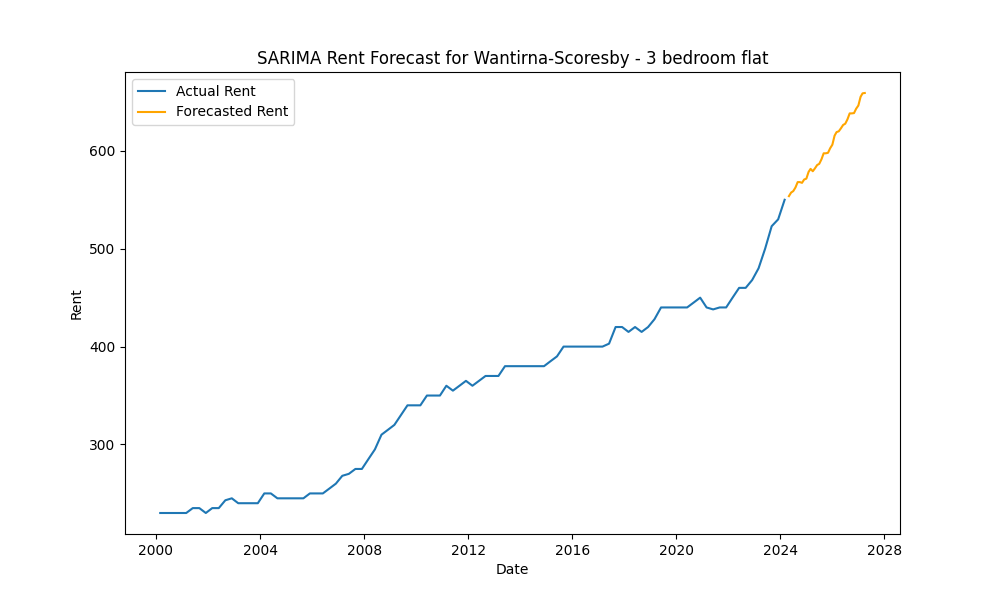 SARIMA Rent Forecast for Wantirna-Scoresby - 3 bedroom flat
Actual Rent
Forecasted Rent
600
500
400
300
Rent
2000 2004 2008 2012 2016 2020 2024 2028
Date